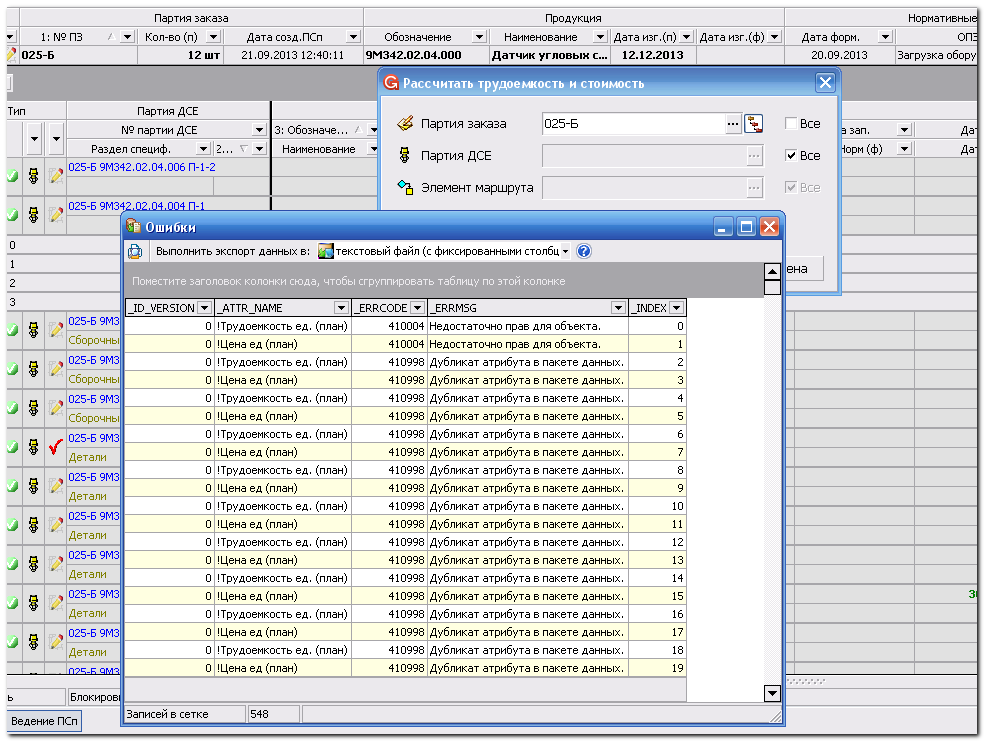 Партия заказа Продукция Нормативные
1: № ПЗ Кол-во (п) Дата созд.ПСп Обозначение Наименование Дата изг.(п) Дата изг.(ф) Дата форм. ОПЗ
025-Б 12 шт 21.09.2013 12:40:11 9М342.02.04.000 Датчик угловых с... 12.12.2013 20.09.2013 Загрузка обору
Рассчитать трудоемкость и стоимость
Партия заказа 025-Б ... Все
Партия ДСЕ ... Все
Элемент маршрута ... Все
ена
Тип Партия ДСЕ
№ партии ДСЕ 3: Обозначе... а зап. Дат
Раздел специф. 2... Наименование Норм (ф) Дат
025-Б 9М342.02.04.006 П-1-2
025-Б 9М342.02.04.004 П-1
0
1
2
3
025-Б 9М3
Сборочны
025-Б 9М3
Сборочны
025-Б 9М3
Сборочны
025-Б 9М3
Детали
025-Б 9М3
Детали
025-Б 9М3
Детали
025-Б 9М3
Детали
025-Б 9М3
Детали
025-Б 9М3
Детали
025-Б 9М3
Блокировк
Ведение ПСп
Ошибки
Выполнить экспорт данных в: текстовый файл (с фиксированными столбц
Поместите заголовок колонки сюда, чтобы сгруппировать таблицу по этой колонке
_ID_VERSION _ATTR_NAME _ERRCODE _ERRMSG _INDEX
0 !Трудоемкость ед. (план) 410004 Недостаточно прав для объекта. 0
0 !Цена ед (план) 410004 Недостаточно прав для объекта. 1
0 !Трудоемкость ед. (план) 410998 Дубликат атрибута в пакете данных. 2
0 !Цена ед (план) 410998 Дубликат атрибута в пакете данных. 3
0 !Трудоемкость ед. (план) 410998 Дубликат атрибута в пакете данных. 4
0 !Цена ед (план) 410998 Дубликат атрибута в пакете данных. 5
0 !Трудоемкость ед. (план) 410998 Дубликат атрибута в пакете данных. 6
0 !Цена ед (план) 410998 Дубликат атрибута в пакете данных. 7
0 !Трудоемкость ед. (план) 410998 Дубликат атрибута в пакете данных. 8
0 !Цена ед (план) 410998 Дубликат атрибута в пакете данных. 9
0 !Трудоемкость ед. (план) 410998 Дубликат атрибута в пакете данных. 10
0 !Цена ед (план) 410998 Дубликат атрибута в пакете данных. 11
0 !Трудоемкость ед. (план) 410998 Дубликат атрибута в пакете данных. 12
0 !Цена ед (план) 410998 Дубликат атрибута в пакете данных. 13
0 !Трудоемкость ед. (план) 410998 Дубликат атрибута в пакете данных. 14
0 !Цена ед (план) 410998 Дубликат атрибута в пакете данных. 15
0 !Трудоемкость ед. (план) 410998 Дубликат атрибута в пакете данных. 16
0 !Цена ед (план) 410998 Дубликат атрибута в пакете данных. 17
0 !Трудоемкость ед. (план) 410998 Дубликат атрибута в пакете данных. 18
0 !Цена ед (план) 410998 Дубликат атрибута в пакете данных. 19
Записей в сетке 548